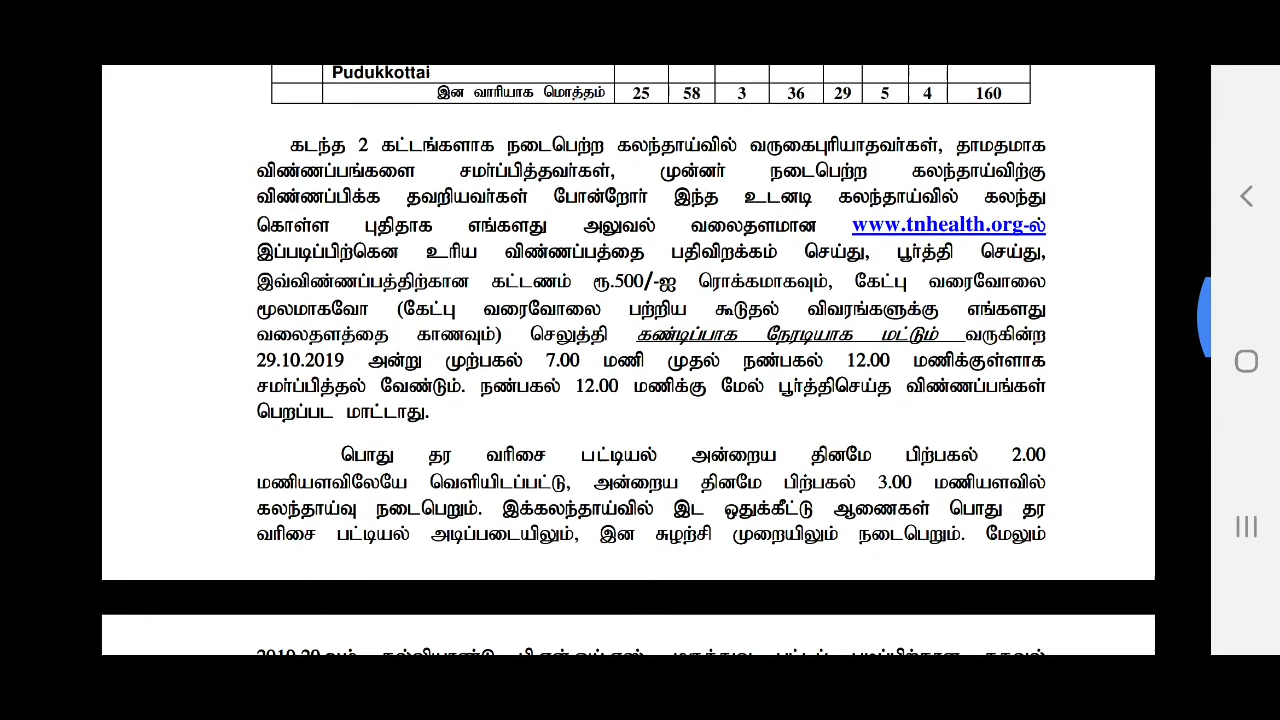 Pudukkottai
இன வாரியாக மொத்தம் 25 58 3 36 29 5 4 160
கடந்த 2 கட்டங்களாக நடைபெற்ற கலந்தாய்வில் வருகைபுரியாதவர்கள், தாமதமாக
விண்ணப்பங்களை சமர்ப்பித்தவர்கள், முன்னர் நடைபெற்ற கலந்தாய்விற்கு
விண்ணப்பிக்க தவறியவர்கள் போன்றோர் இந்த உடனடி கலந்தாய்வில் கலந்து
கொள்ள புதிதாக எங்களது அலுவல் வலைதளமான www.tnhealth.org-ல்
இப்படிப்பிற்கென உரிய விண்ணப்பத்தை பதிவிறக்கம் செய்து, பூர்த்தி செய்து,
இவ்விண்ணப்பத்திற்கான கட்டணம் ரூ.500/-ஐ ரொக்கமாகவும், கேட்பு வரைவோலை
மூலமாகவோ (கேட்பு வரைவோலை பற்றிய கூடுதல் விவரங்களுக்கு எங்களது
வலைதளத்தை காணவும்) செலுத்தி கண்டிப்பாக நேரடியாக மட்டும் வருகின்ற
29.10.2019 அன்று முற்பகல் 7.00 மணி முதல் நண்பகல் 12.00 மணிக்குள்ளாக
சமர்ப்பித்தல் வேண்டும். நண்பகல் 12.00 மணிக்கு மேல் பூர்த்திசெய்த விண்ணப்பங்கள்
பெறப்பட மாட்டாது.
பொது தர வரிசை பட்டியல் அன்றைய தினமே பிற்பகல் 2.00
மணியளவிலேயே வெளியிடப்பட்டு, அன்றைய தினமே பிற்பகல் 3.00 மணியளவில்
கலந்தாய்வு நடைபெறும். இக்கலந்தாய்வில் இட ஒதுக்கீட்டு ஆணைகள் பொது தர
வரிசை பட்டியல் அடிப்படையிலும், இன சுழற்சி முறையிலும் நடைபெறும். மேலும்